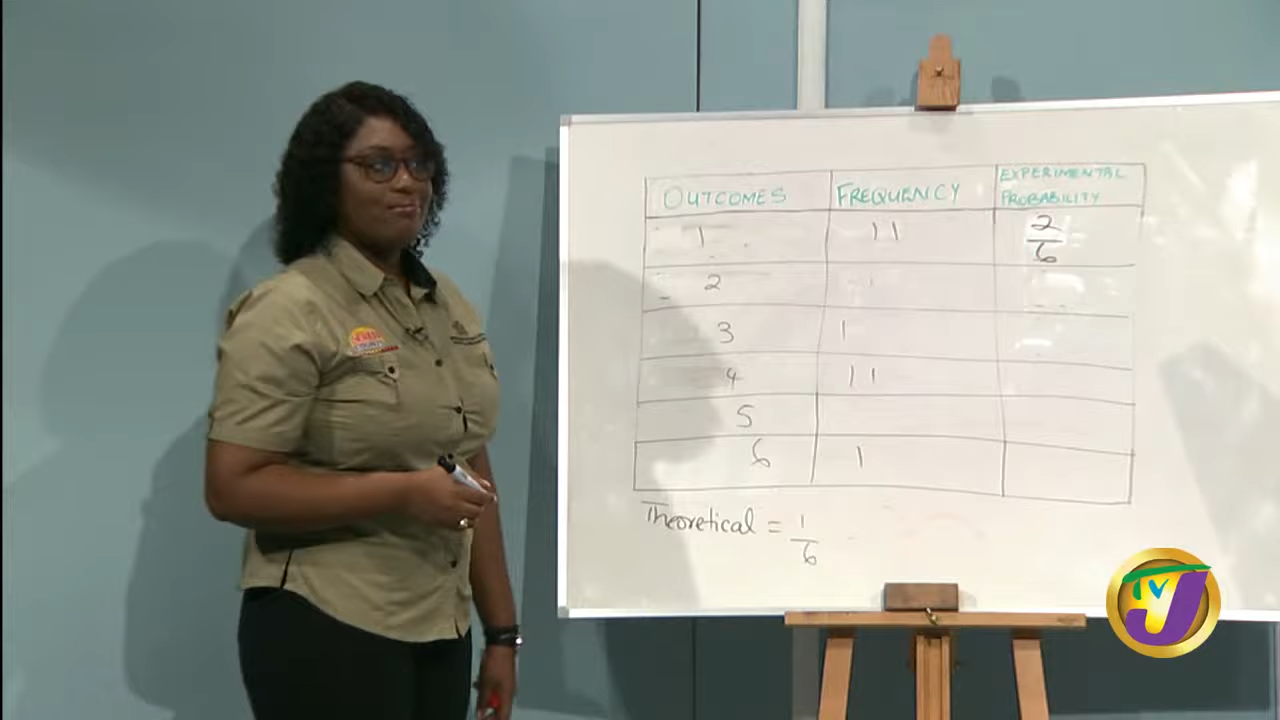 OUTCOMES FREQUENCY EXPERIMENTAL PROBABILITY
1 11 2/6
2
3 1
4 11
5
6 1
Theoretical = 1/6
TVJ